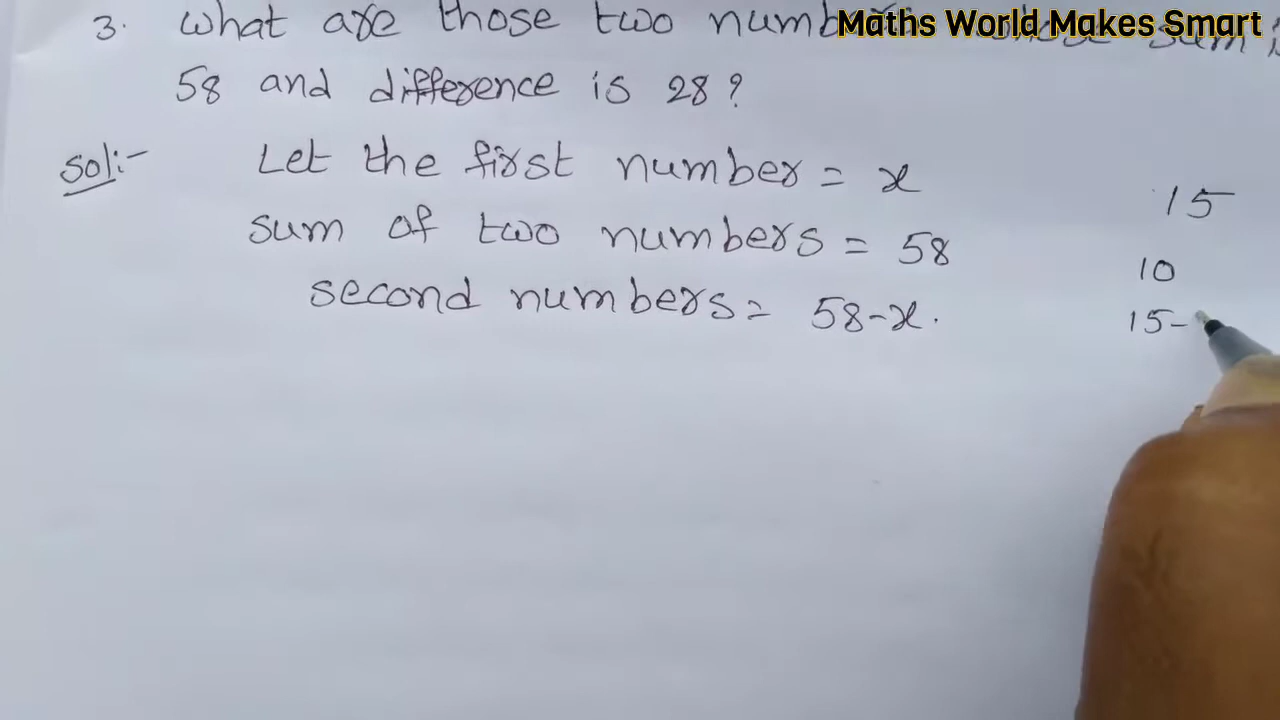 Maths World Makes Smart
3. what are those two sum
58 and difference is 28?
Sol:- Let the first number = x
sum of two numbers = 58
second numbers = 58-x.
15
10
15-